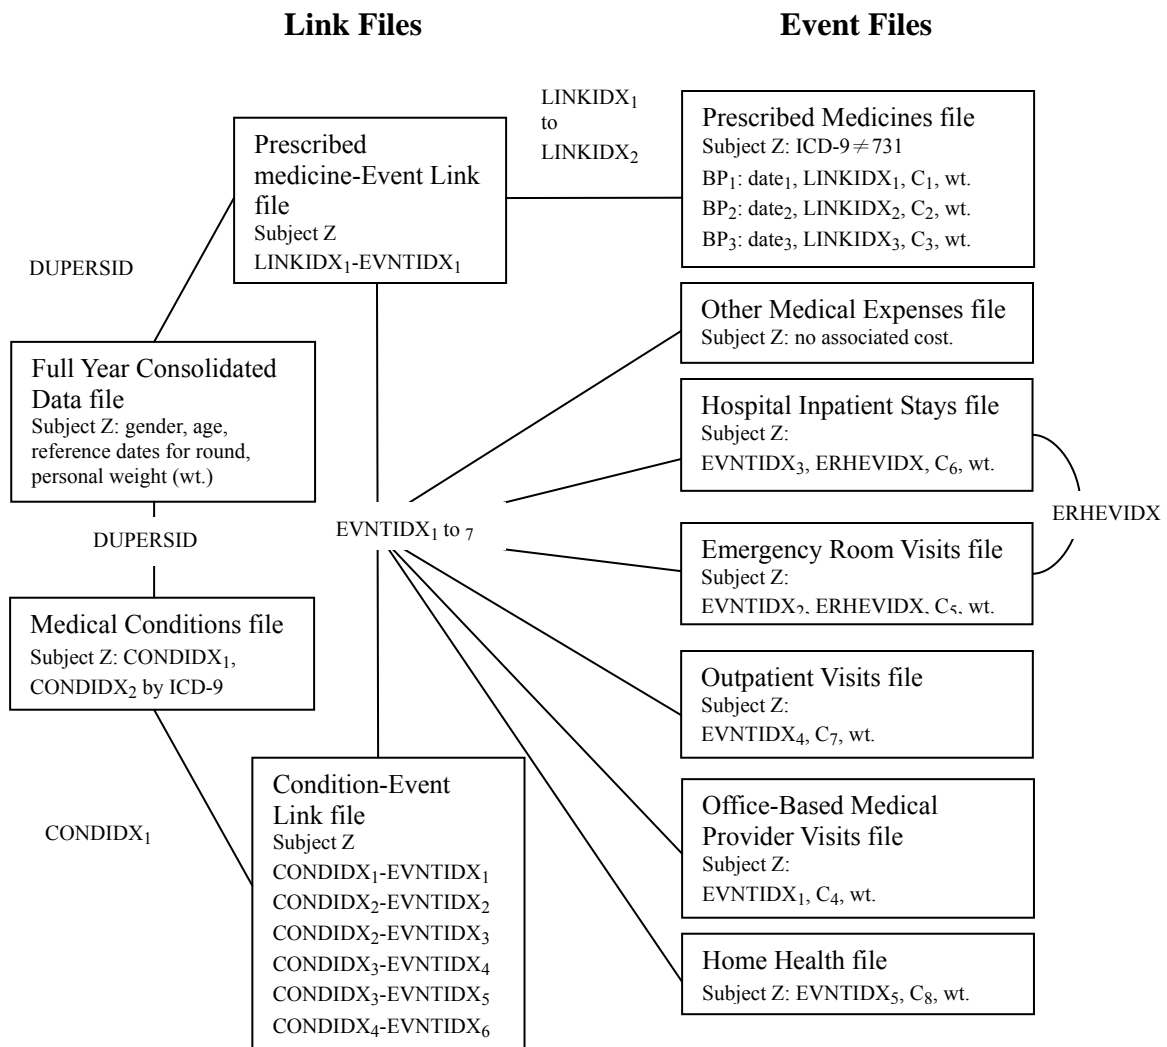 Link Files
Event Files
LINKIDX₁
to
LINKIDX₂
Prescribed
medicine-Event Link
file
Subject Z
LINKIDX₁-EVNTIDX₁
Prescribed Medicines file
Subject Z: ICD-9≠731
BP₁: date₁, LINKIDX₁, C₁, wt.
BP₂: date₂, LINKIDX₂, C₂, wt.
BP₃: date₃, LINKIDX₃, C₃, wt.
DUPERSID
Other Medical Expenses file
Subject Z: no associated cost.
Full Year Consolidated
Data file
Subject Z: gender, age,
reference dates for round,
personal weight (wt.)
Hospital Inpatient Stays file
Subject Z:
EVNTIDX₃, ERHEVIDX, C₆, wt.
ERHEVIDX
DUPERSID
EVNTIDX₁ to ₇
Emergency Room Visits file
Subject Z:
EVNTIDX₂, ERHEVIDX, C₅, wt.
Medical Conditions file
Subject Z: CONDIDX₁,
CONDIDX₂ by ICD-9
Outpatient Visits file
Subject Z:
EVNTIDX₄, C₇, wt.
CONDIDX₁
Condition-Event
Link file
Subject Z
CONDIDX₁-EVNTIDX₁
CONDIDX₂-EVNTIDX₂
CONDIDX₂-EVNTIDX₃
CONDIDX₃-EVNTIDX₄
CONDIDX₃-EVNTIDX₅
CONDIDX₄-EVNTIDX₆
Office-Based Medical
Provider Visits file
Subject Z:
EVNTIDX₁, C₄, wt.
Home Health file
Subject Z: EVNTIDX₅, C₈, wt.